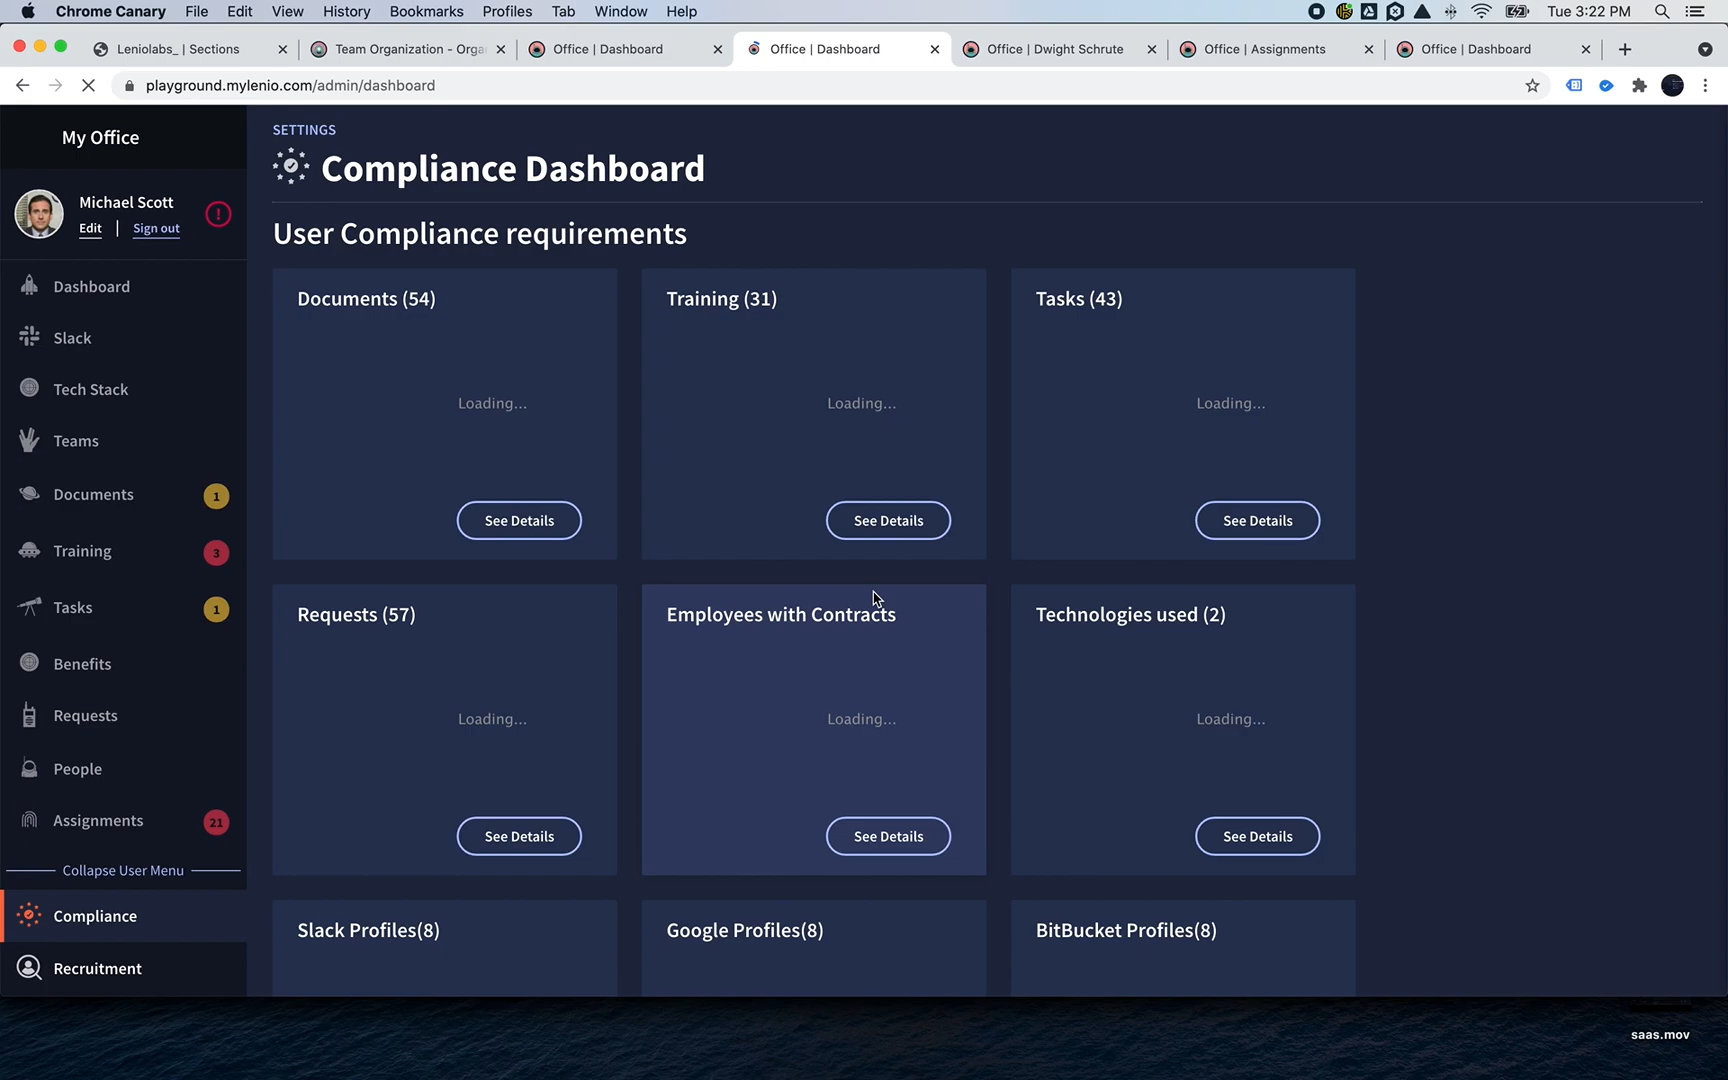 Chrome Canary File Edit View History Bookmarks Profiles Tab Window Help Tue 3:22 PM
Leniolabs_ | Sections
Team Organization - Orga
Office | Dashboard
Office | Dashboard
Office | Dwight Schrute
Office | Assignments
Office | Dashboard
playground.mylenio.com/admin/dashboard
My Office
Michael Scott
Edit | Sign out
Dashboard
Slack
Tech Stack
Teams
Documents 1
Training 3
Tasks 1
Benefits
Requests
People
Assignments 21
Collapse User Menu
Compliance
Recruitment
SETTINGS
Compliance Dashboard
User Compliance requirements
Documents (54)
Loading...
See Details
Training (31)
Loading...
See Details
Tasks (43)
Loading...
See Details
Requests (57)
Loading...
See Details
Employees with Contracts
Loading...
See Details
Technologies used (2)
Loading...
See Details
Slack Profiles(8)
Google Profiles(8)
BitBucket Profiles(8)
saas.mov